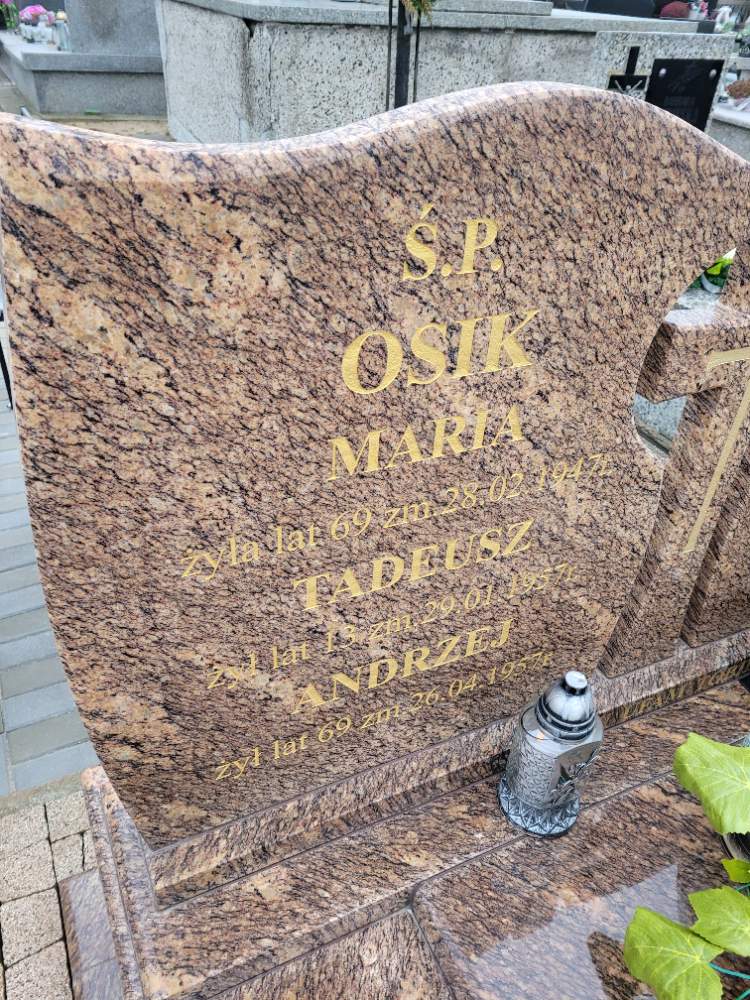 Ś.P.
OSIK
MARIA
żyła lat 69 zm.28.02.1947r.
TADEUSZ
żył lat 13 zm.29.01.1957r.
ANDRZEJ
żył lat 69 zm.26.04.1957r.